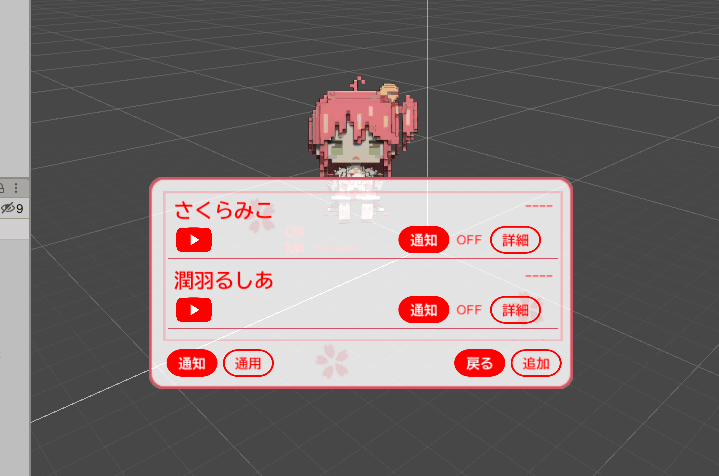 9
さくらみこ
----
通知 OFF 詳細
潤羽るしあ
----
通知 OFF 詳細
通知 適用 戻る 追加